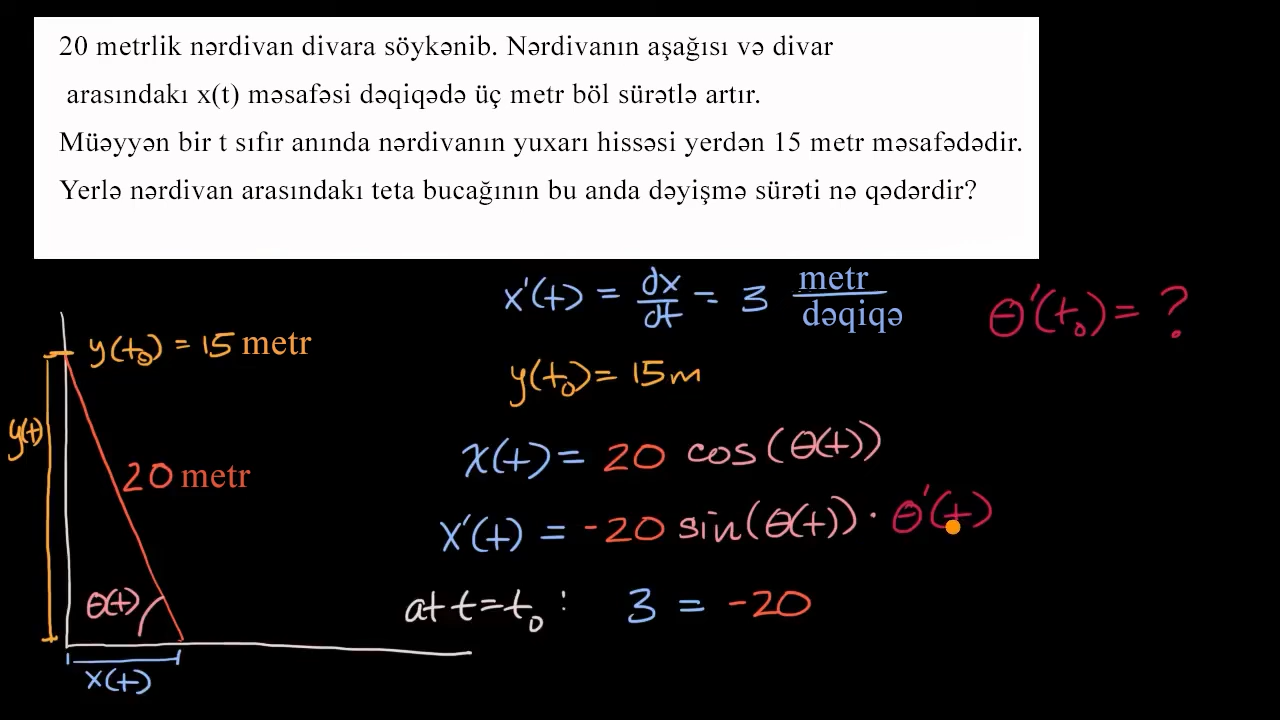 20 metrlik nərdivan divara söykənib. Nərdivanın aşağısı və divar
arasındakı x(t) məsafəsi dəqiqədə üç metr böl sürətlə artır.
Müəyyən bir t sıfır anında nərdivanın yuxarı hissəsi yerdən 15 metr məsafədədir.
Yerlə nərdivan arasındakı teta bucağının bu anda dəyişmə sürəti nə qədərdir?
x'(t) = dx/dt = 3 metr/dəqiqə
θ'(t₀) = ?
y(t₀) = 15 metr
y(t₀) = 15m
y(t)
x(t) = 20 cos(θ(t))
20 metr
x'(t) = -20 sin(θ(t)) · θ'(t)
θ(t)
at t=t₀ : 3 = -20
x(t)